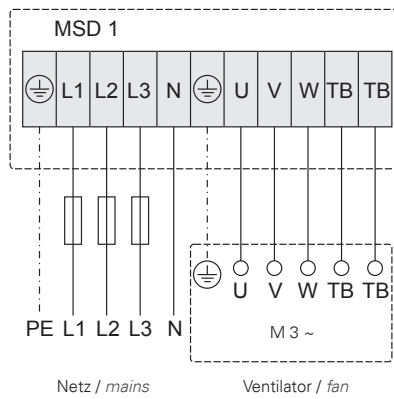 MSD 1
L1 L2 L3 N U V W TB TB
U V W TB TB
PE L1 L2 L3 N
M 3 ~
Netz / mains Ventilator / fan